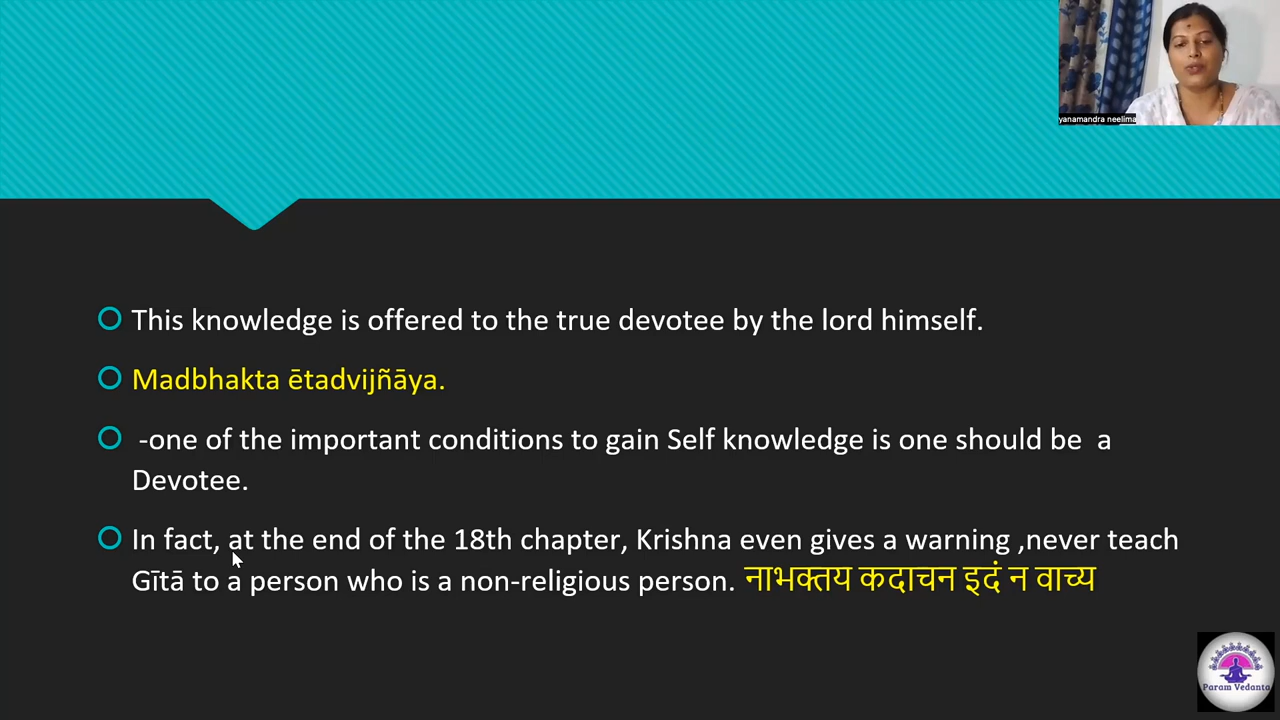 yanamandra neelima
This knowledge is offered to the true devotee by the lord himself.
Madbhakta ētadvijñāya.
-one of the important conditions to gain Self knowledge is one should be a
Devotee.
In fact, at the end of the 18th chapter, Krishna even gives a warning ,never teach
Gītā to a person who is a non-religious person. नाभक्तय कदाचन इदं न वाच्य
Param Vedanta